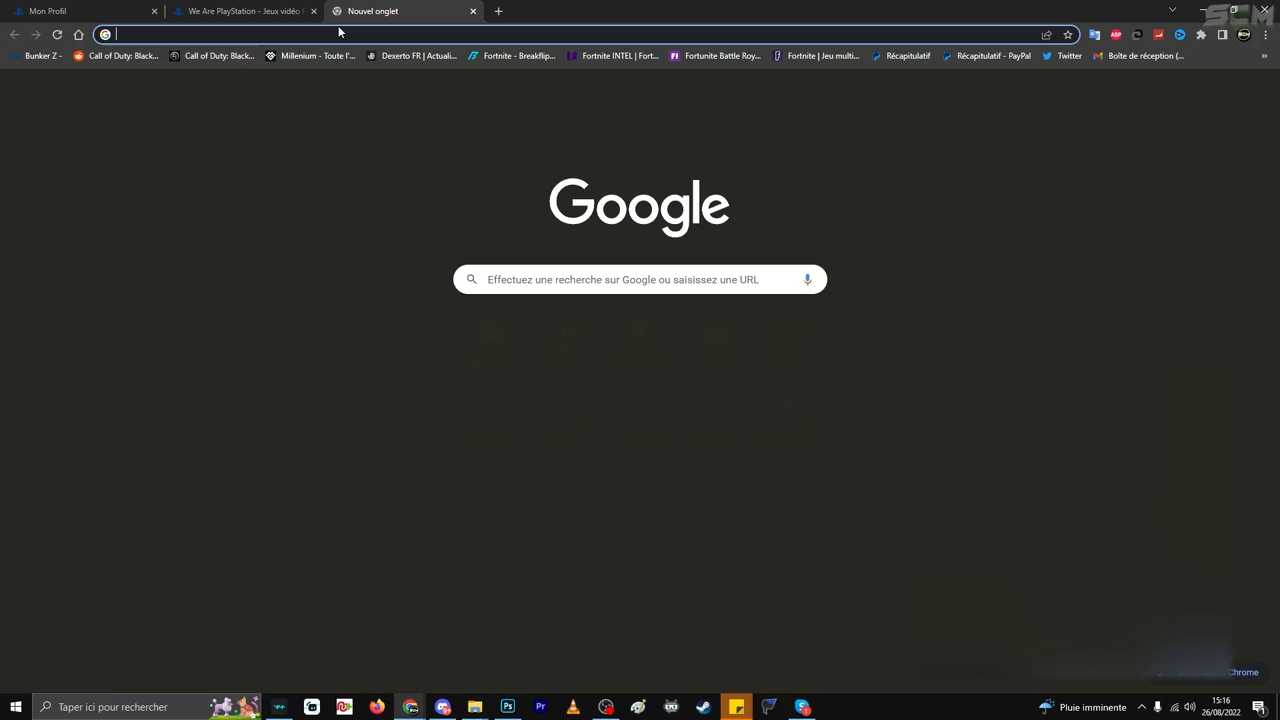 Mon Profil
We Are PlayStation - Jeux vidéo
Nouvel onglet
SCM
Bunker Z -
Call of Duty: Black...
Call of Duty: Black...
Millenium - Toute l'...
Dexerto FR | Actuali...
Fortnite - Breakflip...
Fortnite INTEL | Fort...
Fortunite Battle Roy...
Fortnite | Jeu multi...
Récapitulatif
Récapitulatif - PayPal
Twitter
Boîte de réception (...
»
Google
Effectuez une recherche sur Google ou saisissez une URL
Chrome
Taper ici pour rechercher
Pluie imminente
15:16
26/08/2022